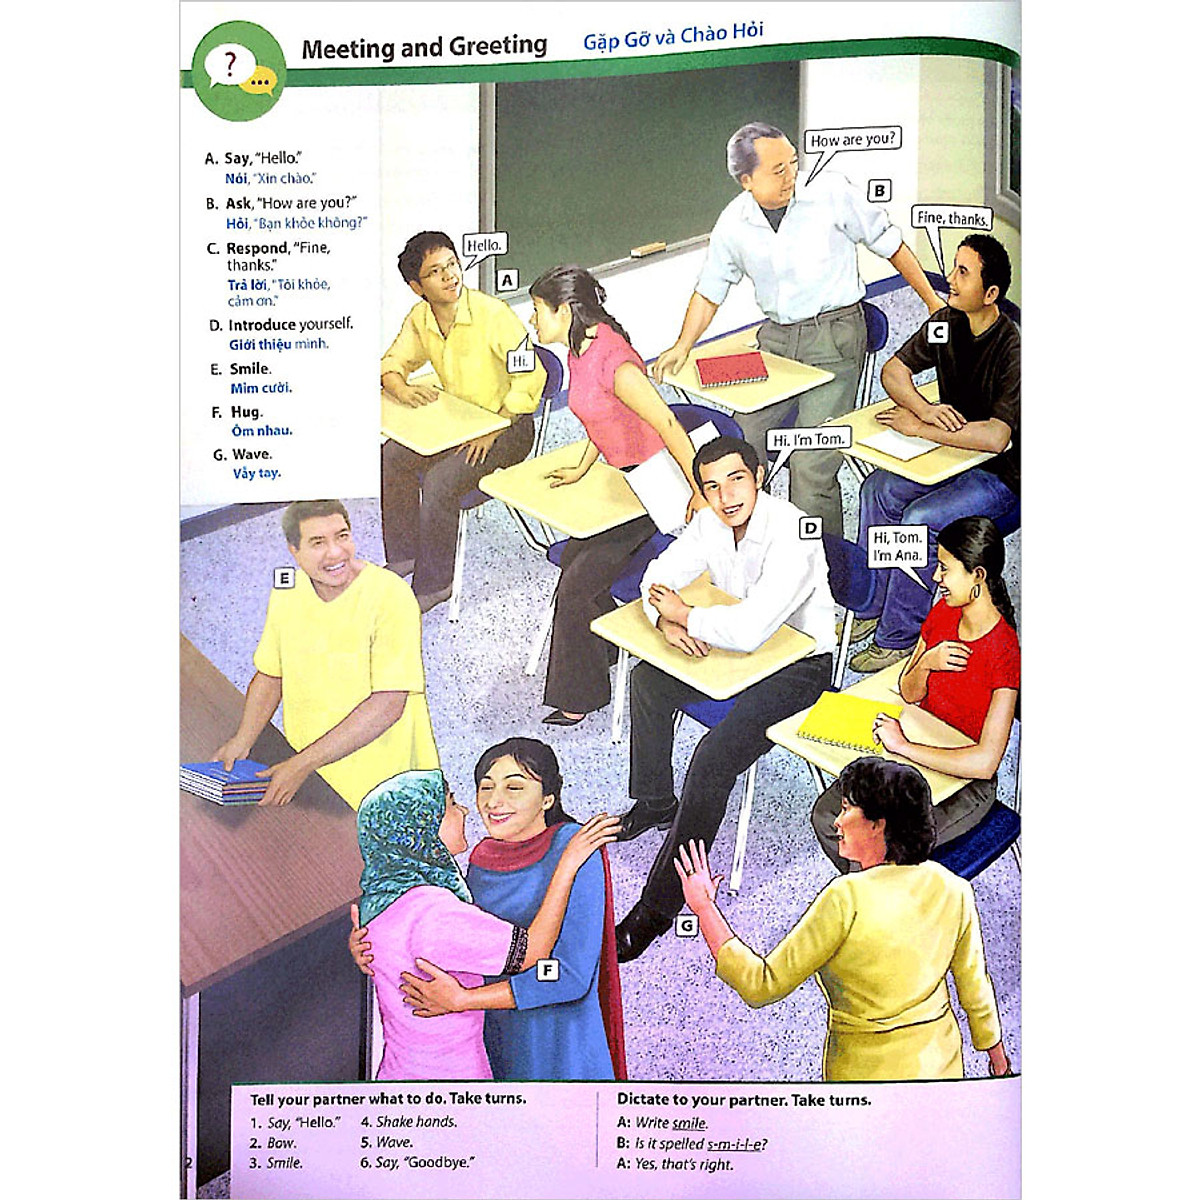 ?
...
Meeting and Greeting
Gặp Gỡ và Chào Hỏi
A. Say, “Hello.”
Nói, “Xin chào.”
B. Ask, “How are you?”
Hỏi, “Bạn khỏe không?”
C. Respond, “Fine,
thanks.”
Trả lời, “Tôi khỏe,
cảm ơn.”
D. Introduce yourself.
Giới thiệu mình.
E. Smile.
Mỉm cười.
F. Hug.
Ôm nhau.
G. Wave.
Vẫy tay.
How are you?
B
Fine, thanks.
Hello.
A
C
Hi.
Hi. I'm Tom.
D
Hi, Tom.
I'm Ana.
E
G
F
Tell your partner what to do. Take turns.
1. Say, “Hello.”
2. Bow.
3. Smile.
4. Shake hands.
5. Wave.
6. Say, “Goodbye.”
Dictate to your partner. Take turns.
A: Write smile.
B: Is it spelled s-m-i-l-e?
A: Yes, that's right.
2